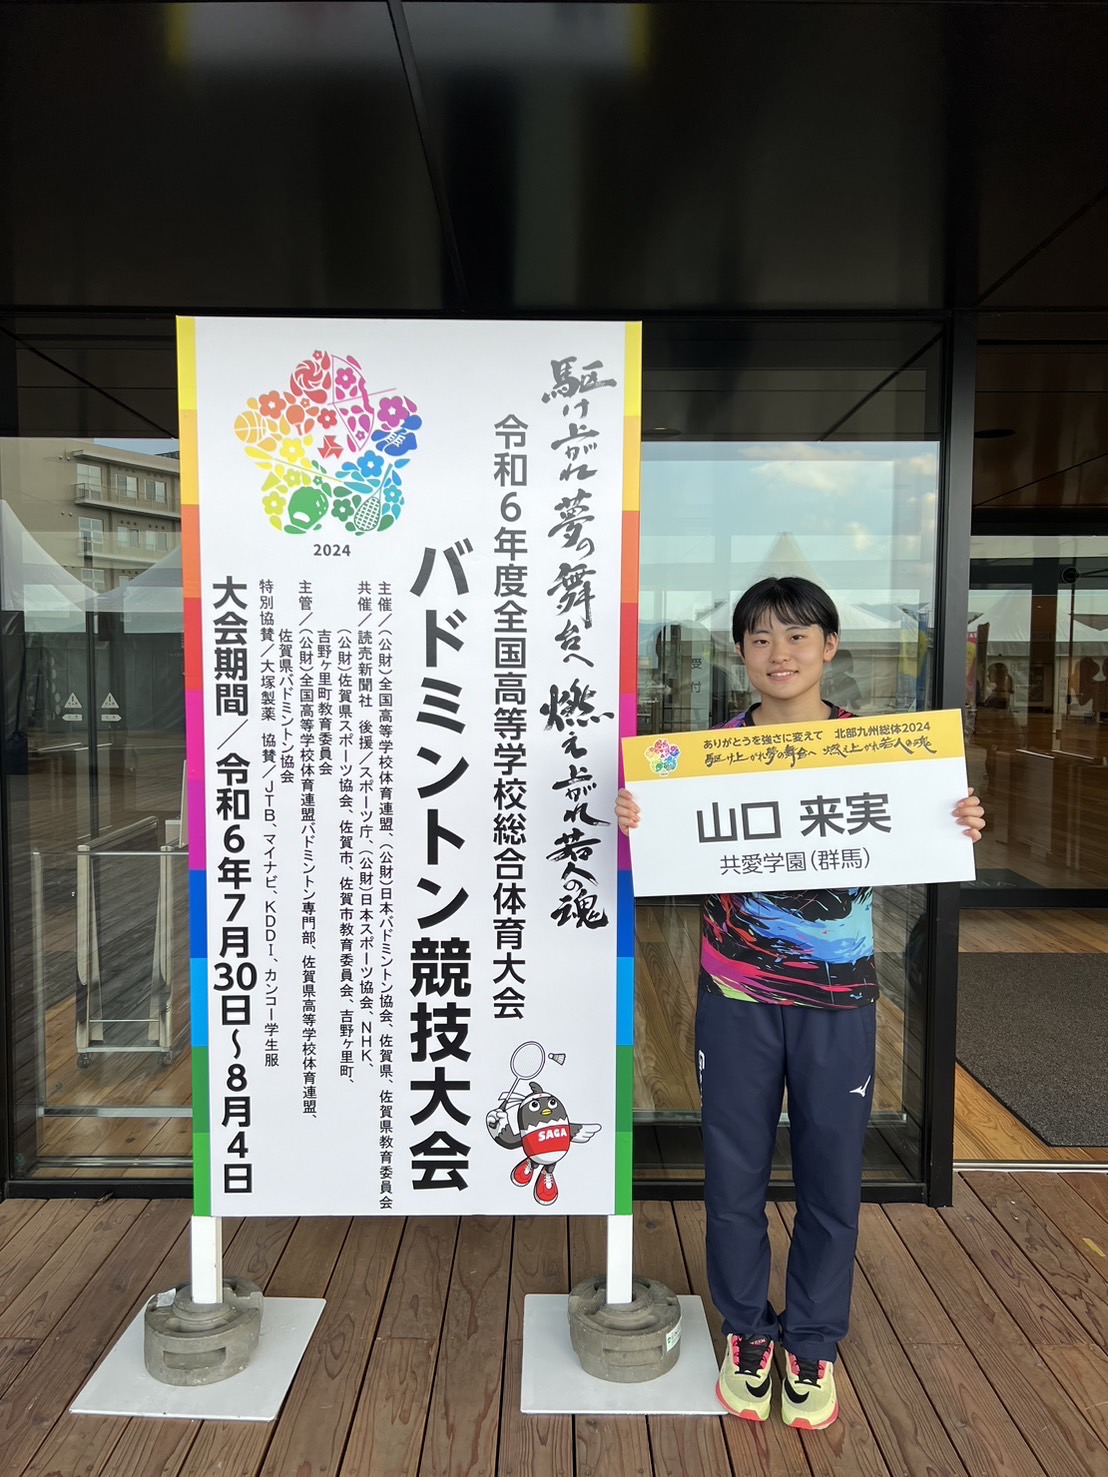 駆け上がれ夢の舞台へ 燃え上がれ若人の魂
令和6年度全国高等学校総合体育大会
バドミントン競技大会
2024
主催/(公財)全国高等学校体育連盟、(公財)日本バドミントン協会、佐賀県、佐賀県教育委員会
共催/読売新聞社 後援/スポーツ庁、(公財)日本スポーツ協会、NHK、
(公財)佐賀県スポーツ協会、佐賀市、佐賀市教育委員会、吉野ヶ里町、
吉野ヶ里町教育委員会
主管/(公財)全国高等学校体育連盟バドミントン専門部、佐賀県高等学校体育連盟、
佐賀県バドミントン協会
特別協賛/大塚製薬 協賛/JTB、マイナビ、KDDI、カンコー学生服
大会期間/令和6年7月30日~8月4日
SAGA
ありがとうを強さに変えて 北部九州総体2024
駆け上がれ夢の舞台へ 燃え上がれ若人の魂
山口 来実
共愛学園(群馬)
受付